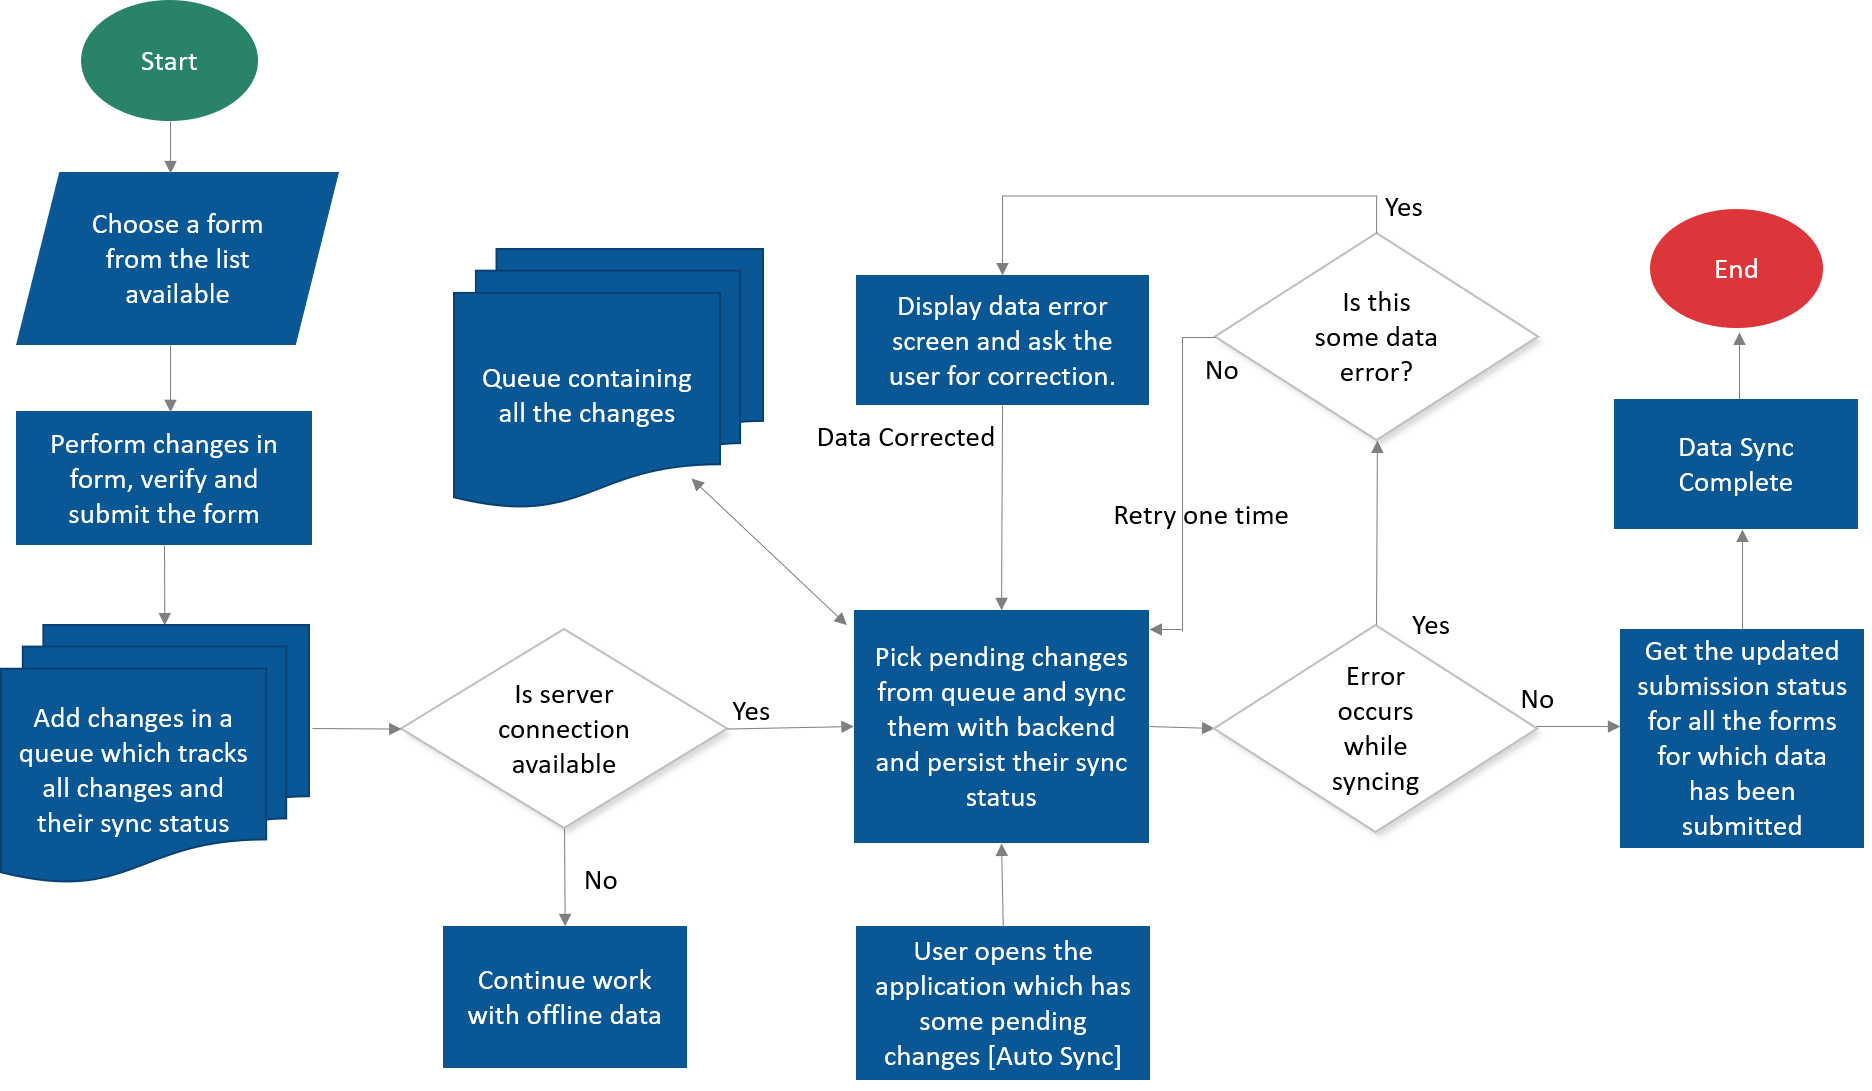 Start
Choose a form
from the list
available
Perform changes in
form, verify and
submit the form
Add changes in a
queue which tracks
all changes and
their sync status
Is server
connection
available
Yes
No
Continue work
with offline data
Queue containing
all the changes
Pick pending changes
from queue and sync
them with backend
and persist their sync
status
User opens the
application which has
some pending
changes [Auto Sync]
Display data error
screen and ask the
user for correction.
Data Corrected
Error
occurs
while
syncing
Yes
No
Is this
some data
error?
Yes
No
Retry one time
Get the updated
submission status
for all the forms
for which data
has been
submitted
Data Sync
Complete
End